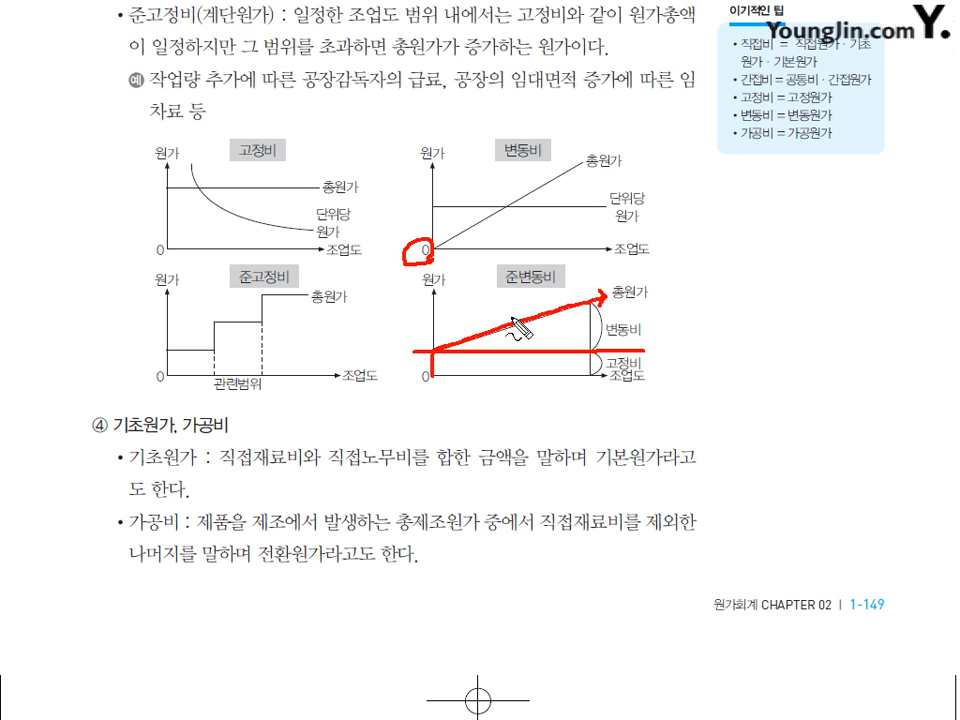 • 준고정비(계단원가) : 일정한 조업도 범위 내에서는 고정비와 같이 원가총액
이 일정하지만 그 범위를 초과하면 총원가가 증가하는 원가이다.
예 작업량 추가에 따른 공장감독자의 급료, 공장의 임대면적 증가에 따른 임
차료 등
이기적인 팁
YoungJin.com Y.
• 직접비 = 직접원가 · 기초
원가 · 기본원가
• 간접비 = 공통비 · 간접원가
• 고정비 = 고정원가
• 변동비 = 변동원가
• 가공비 = 가공원가
원가
고정비
총원가
단위당
원가
0
조업도
원가
변동비
총원가
단위당
원가
0
조업도
원가
준고정비
총원가
0
조업도
관련범위
원가
준변동비
총원가
변동비
고정비
0
조업도
④ 기초원가, 가공비
• 기초원가 : 직접재료비와 직접노무비를 합한 금액을 말하며 기본원가라고
도 한다.
• 가공비 : 제품을 제조에서 발생하는 총제조원가 중에서 직접재료비를 제외한
나머지를 말하며 전환원가라고도 한다.
원가회계 CHAPTER 02 | 1-149